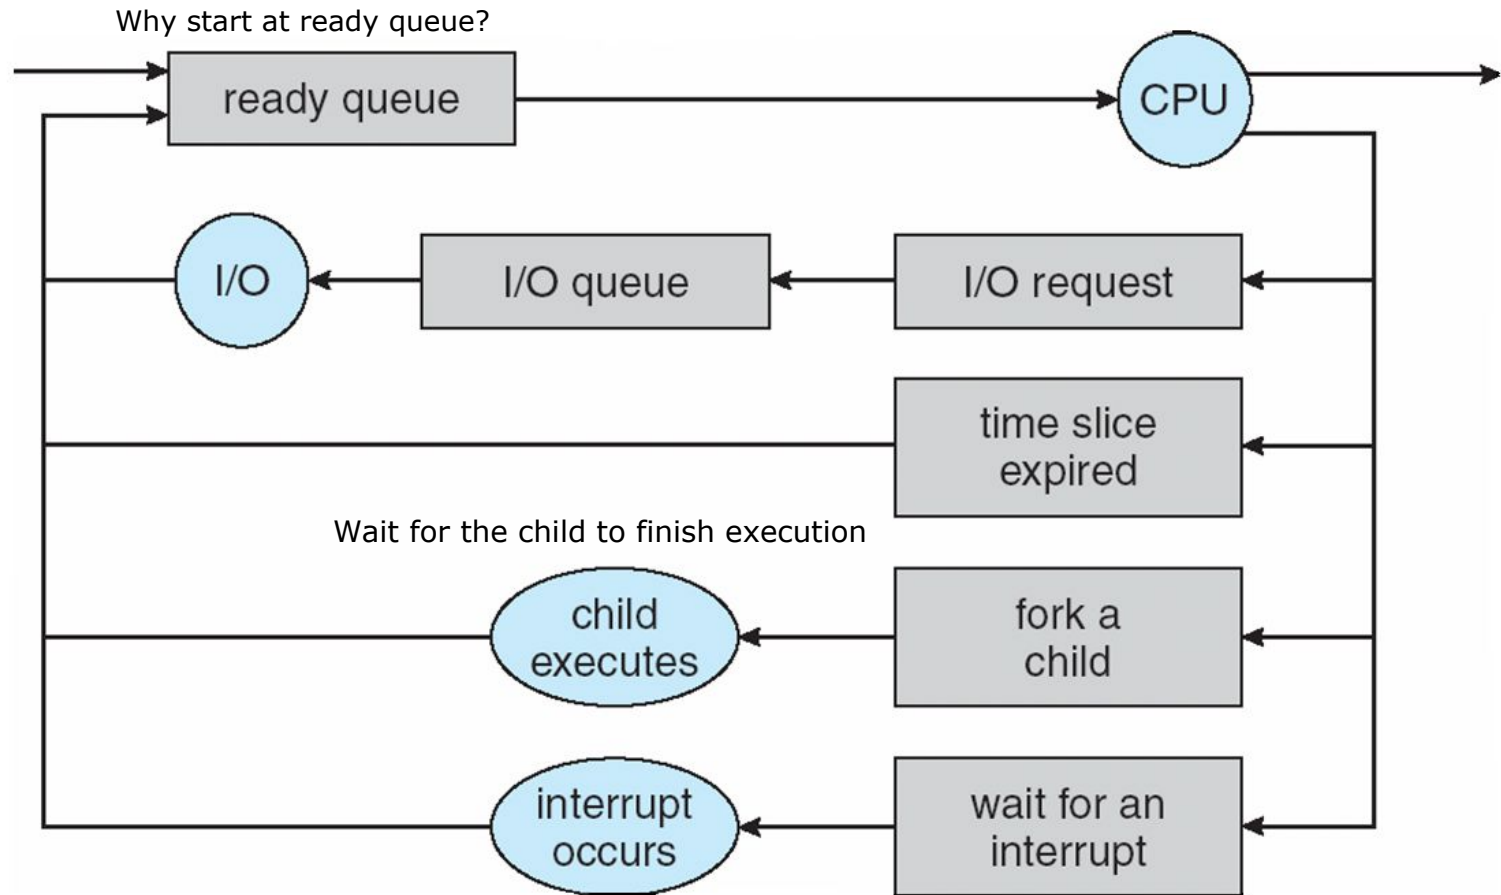 Why start at ready queue?
ready queue
CPU
I/O
I/O queue
I/O request
time slice
expired
Wait for the child to finish execution
child
executes
fork a
child
interrupt
occurs
wait for an
interrupt